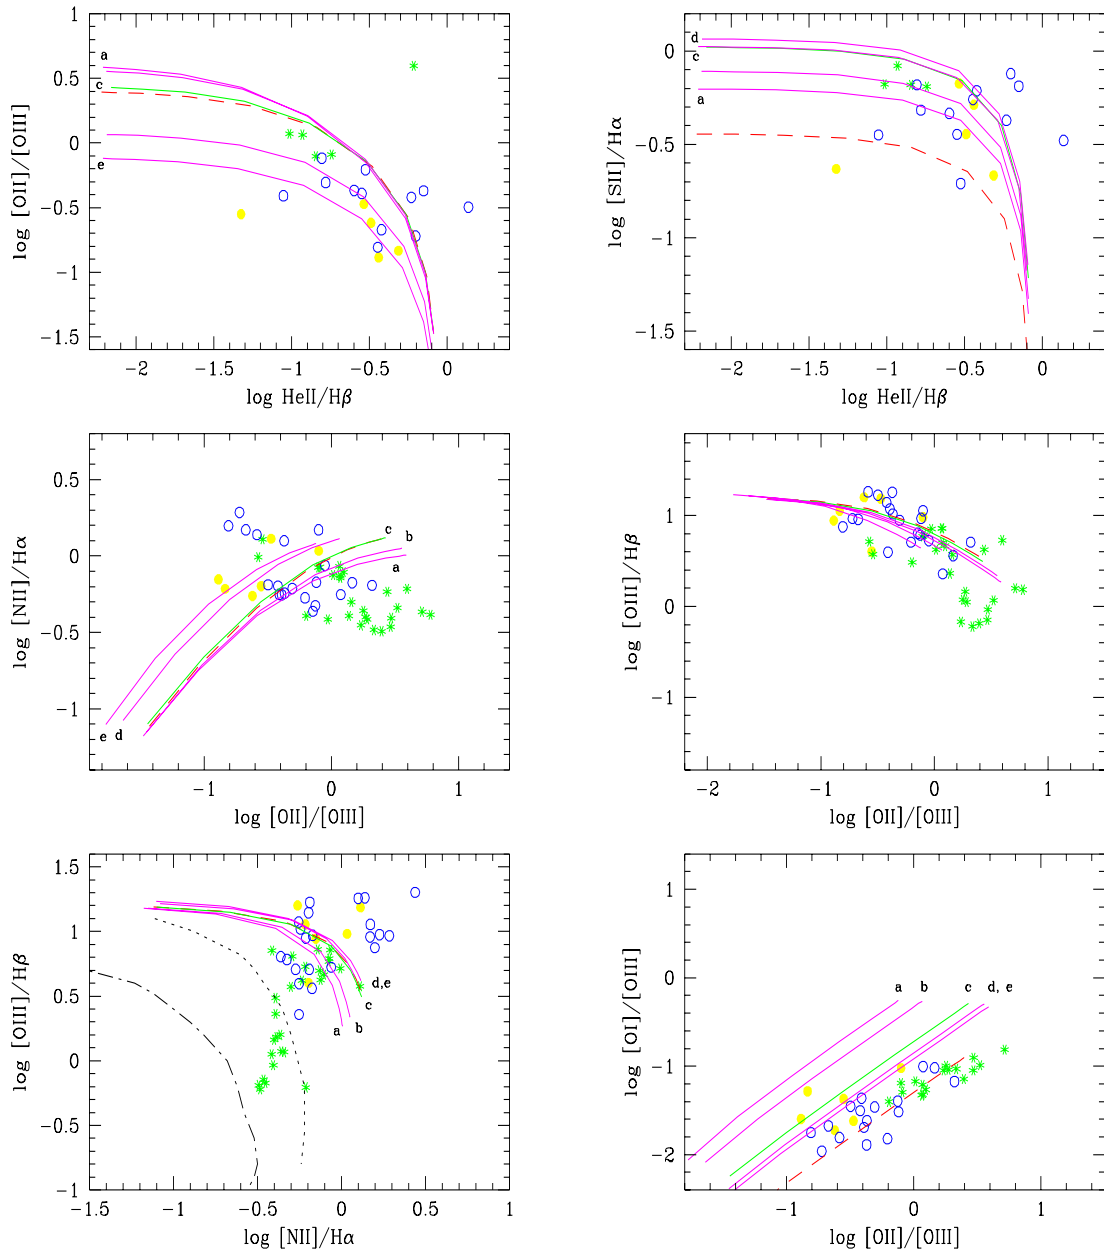 1
0.5
0
−0.5
−1
−1.5
log [OII]/[OIII]
a
c
e
−2
−1.5
−1
−0.5
0
log HeII/Hβ
0
−0.5
−1
−1.5
log [SII]/Hα
d
c
a
−2
−1.5
−1
−0.5
0
log HeII/Hβ
0.5
0
−0.5
−1
log [NII]/Hα
c
b
a
e
d
−1
0
1
log [OII]/[OIII]
1
0
−1
log [OIII]/Hβ
−2
−1
0
1
log [OII]/[OIII]
1.5
1
0.5
0
−0.5
−1
log [OIII]/Hβ
d,e
c
b
a
−1.5
−1
−0.5
0
0.5
log [NII]/Hα
1
0
−1
−2
log [OI]/[OIII]
a
b
c
d, e
−1
0
1
log [OII]/[OIII]